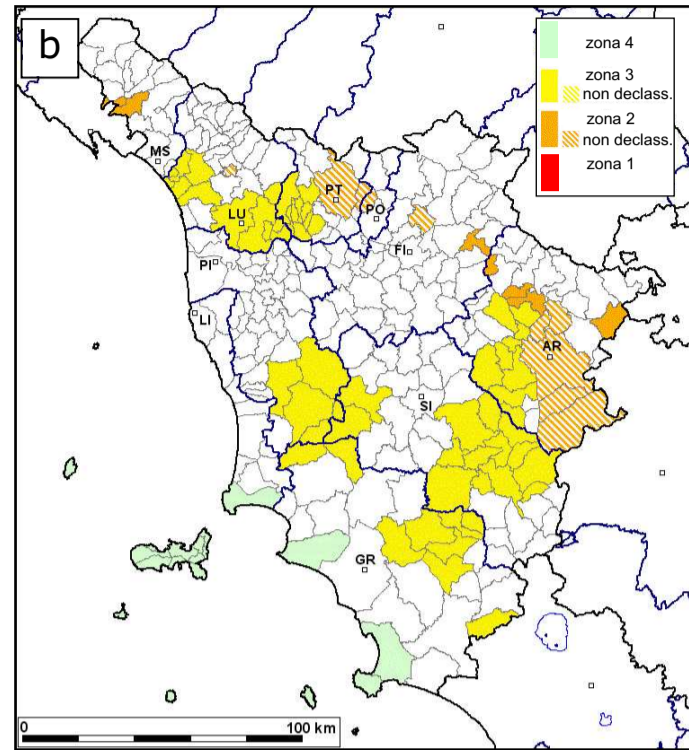 b
zona 4
zona 3
non declass.
zona 2
non declass.
zona 1
MS
PT
PO
LU
FI
PI
LI
AR
SI
GR
0 100 km